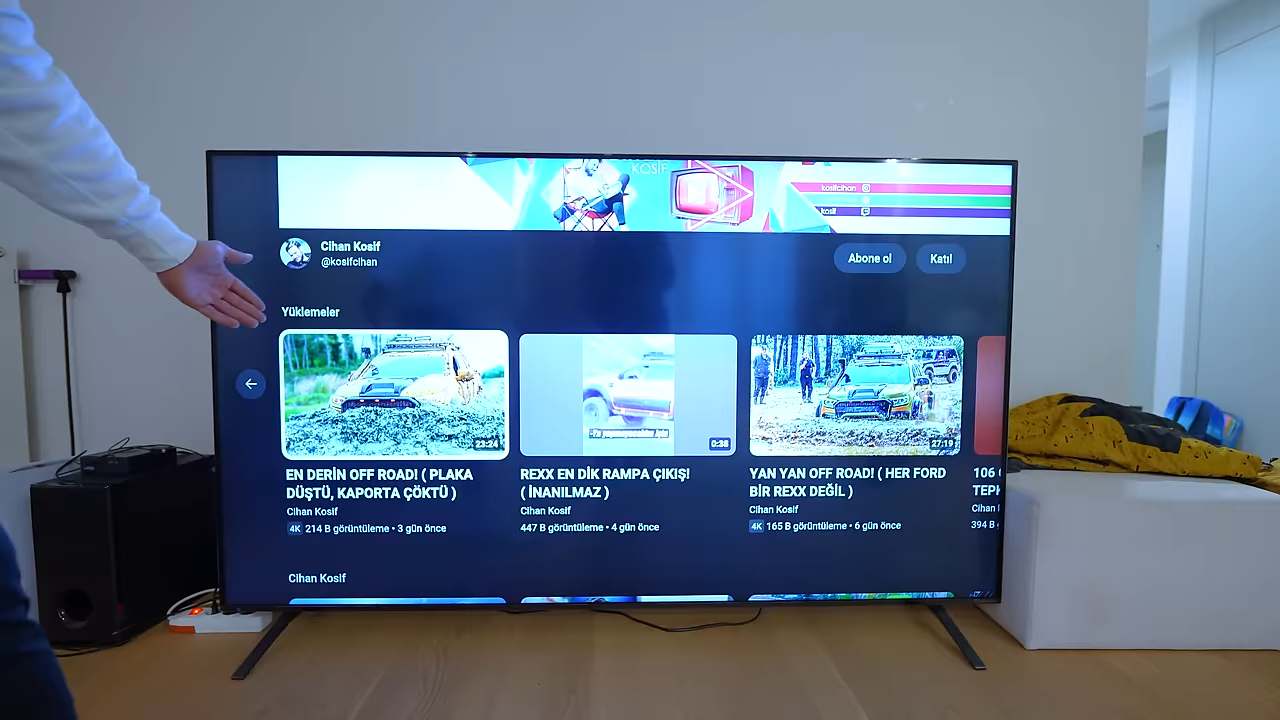 KOSİF
kosifcihan
kosif
Cihan Kosif
@kosifcihan
Abone ol
Katıl
Yüklemeler
23:24
0:38
27:19
EN DERİN OFF ROAD! ( PLAKA
DÜŞTÜ, KAPORTA ÇÖKTÜ )
Cihan Kosif
4K 214 B görüntüleme • 3 gün önce
REXX EN DİK RAMPA ÇIKIŞ!
( İNANILMAZ )
Cihan Kosif
447 B görüntüleme • 4 gün önce
YAN YAN OFF ROAD! ( HER FORD
BİR REXX DEĞİL )
Cihan Kosif
4K 165 B görüntüleme • 6 gün önce
106
TEPK
Cihan
394 B
Cihan Kosif